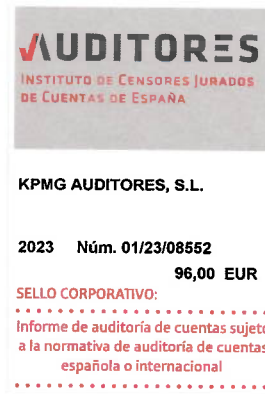 AUDITORES
INSTITUTO DE CENSORES JURADOS
DE CUENTAS DE ESPAÑA
KPMG AUDITORES, S.L.
2023 Núm. 01/23/08552
96,00 EUR
SELLO CORPORATIVO:
Informe de auditoría de cuentas sujeto
a la normativa de auditoría de cuentas
española o internacional